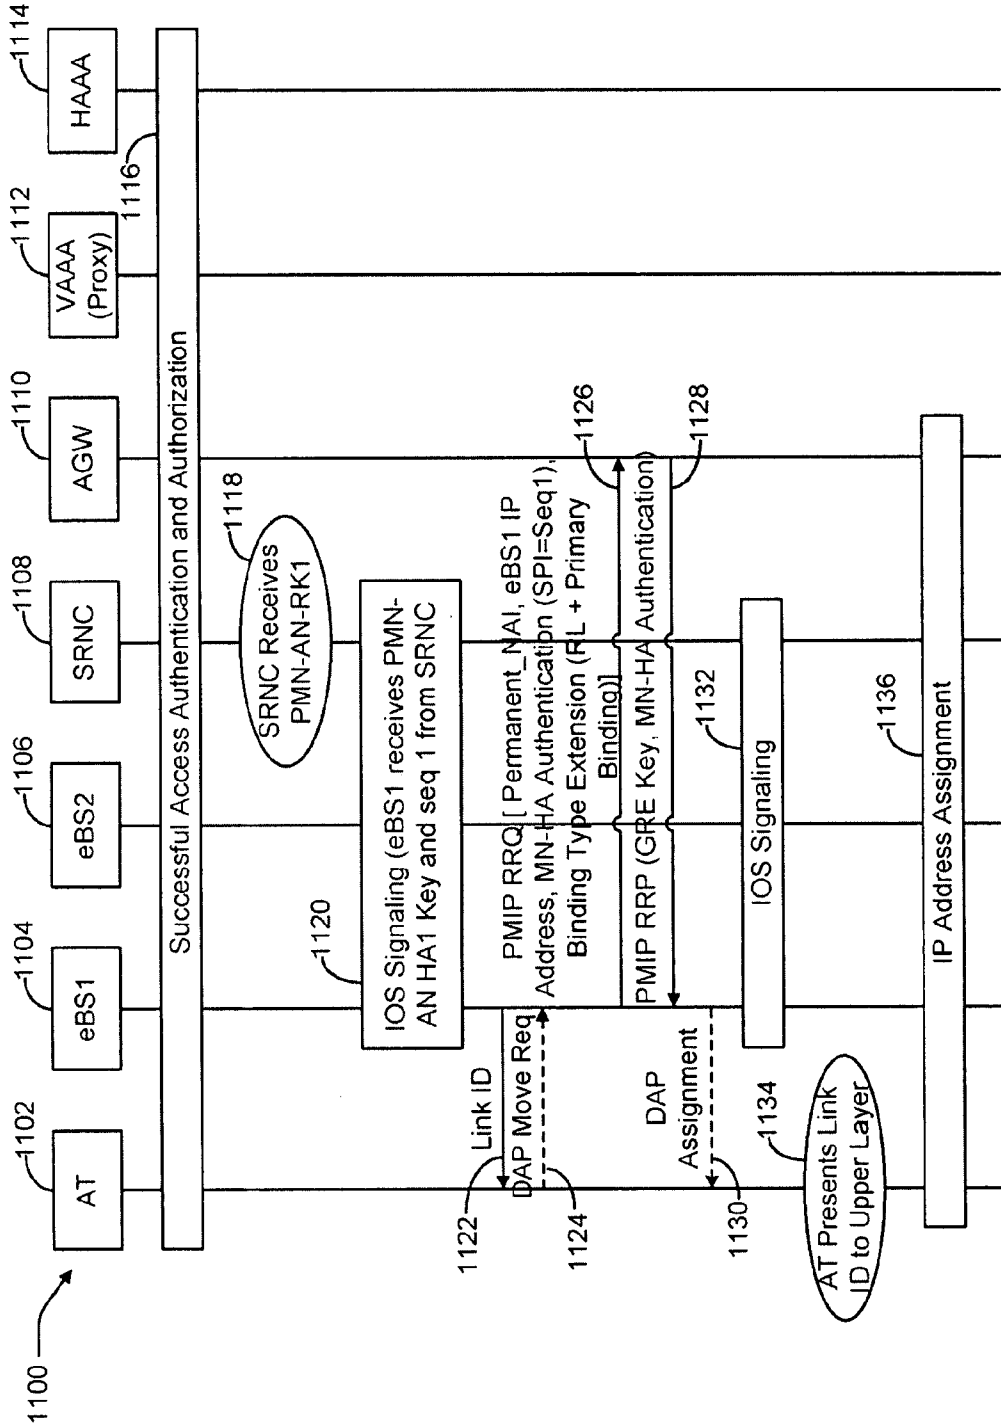 1100
1102
1104
1106
1108
1110
1112
1114
AT
eBS1
eBS2
SRNC
AGW
VAAA
(Proxy)
HAAA
1116
Successful Access Authentication and Authorization
1118
SRNC Receives
PMN-AN-RK1
1120
IOS Signaling (eBS1 receives PMN-
AN HA1 Key and seq 1 from SRNC
1122
Link ID
DAP Move Req
1124
PMIP RRQ [ Permanent_NAI, eBS1 IP
Address, MN-HA Authentication (SPI=Seq1),
Binding Type Extension (RL + Primary
Binding)]
1126
PMIP RRP (GRE Key, MN-HA Authentication)
1128
DAP
Assignment
1130
1132
IOS Signaling
1134
AT Presents Link
ID to Upper Layer
1136
IP Address Assignment